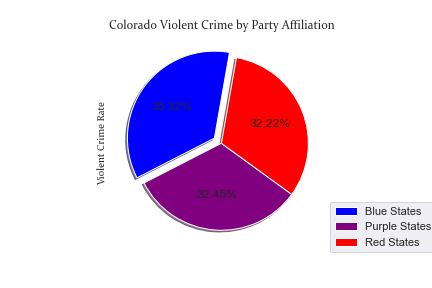 Colorado Violent Crime by Party Affiliation
Violent Crime Rate
32.22%
32.45%
Blue States
Purple States
Red States